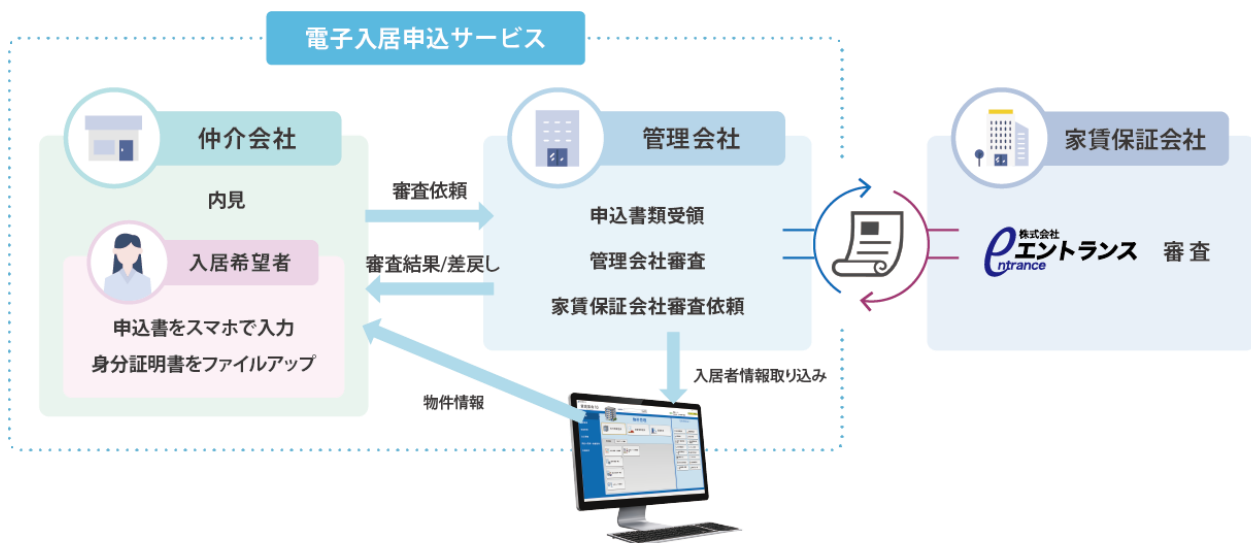 電子入居申込サービス
仲介会社
内見
入居希望者
申込書をスマホで入力
身分証明書をファイルアップ
審査依頼
審査結果/差戻し
物件情報
管理会社
申込書類受領
管理会社審査
家賃保証会社審査依頼
入居者情報取り込み
家賃保証会社
株式会社
eエントランス
ntrance
審査